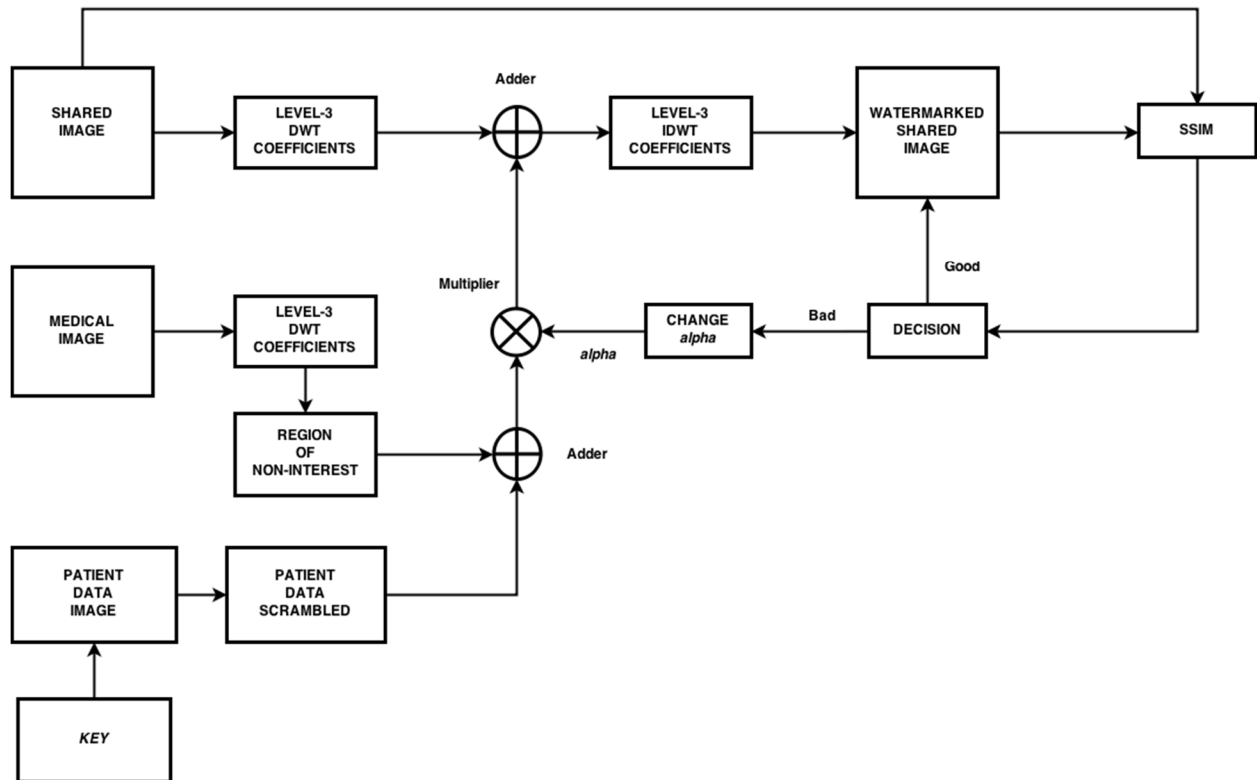 Adder
SHARED
IMAGE
LEVEL-3
DWT
COEFFICIENTS
LEVEL-3
IDWT
COEFFICIENTS
WATERMARKED
SHARED
IMAGE
SSIM
Good
Multiplier
MEDICAL
IMAGE
LEVEL-3
DWT
COEFFICIENTS
alpha
CHANGE
alpha
Bad
DECISION
REGION
OF
NON-INTEREST
Adder
PATIENT
DATA
IMAGE
PATIENT
DATA
SCRAMBLED
KEY